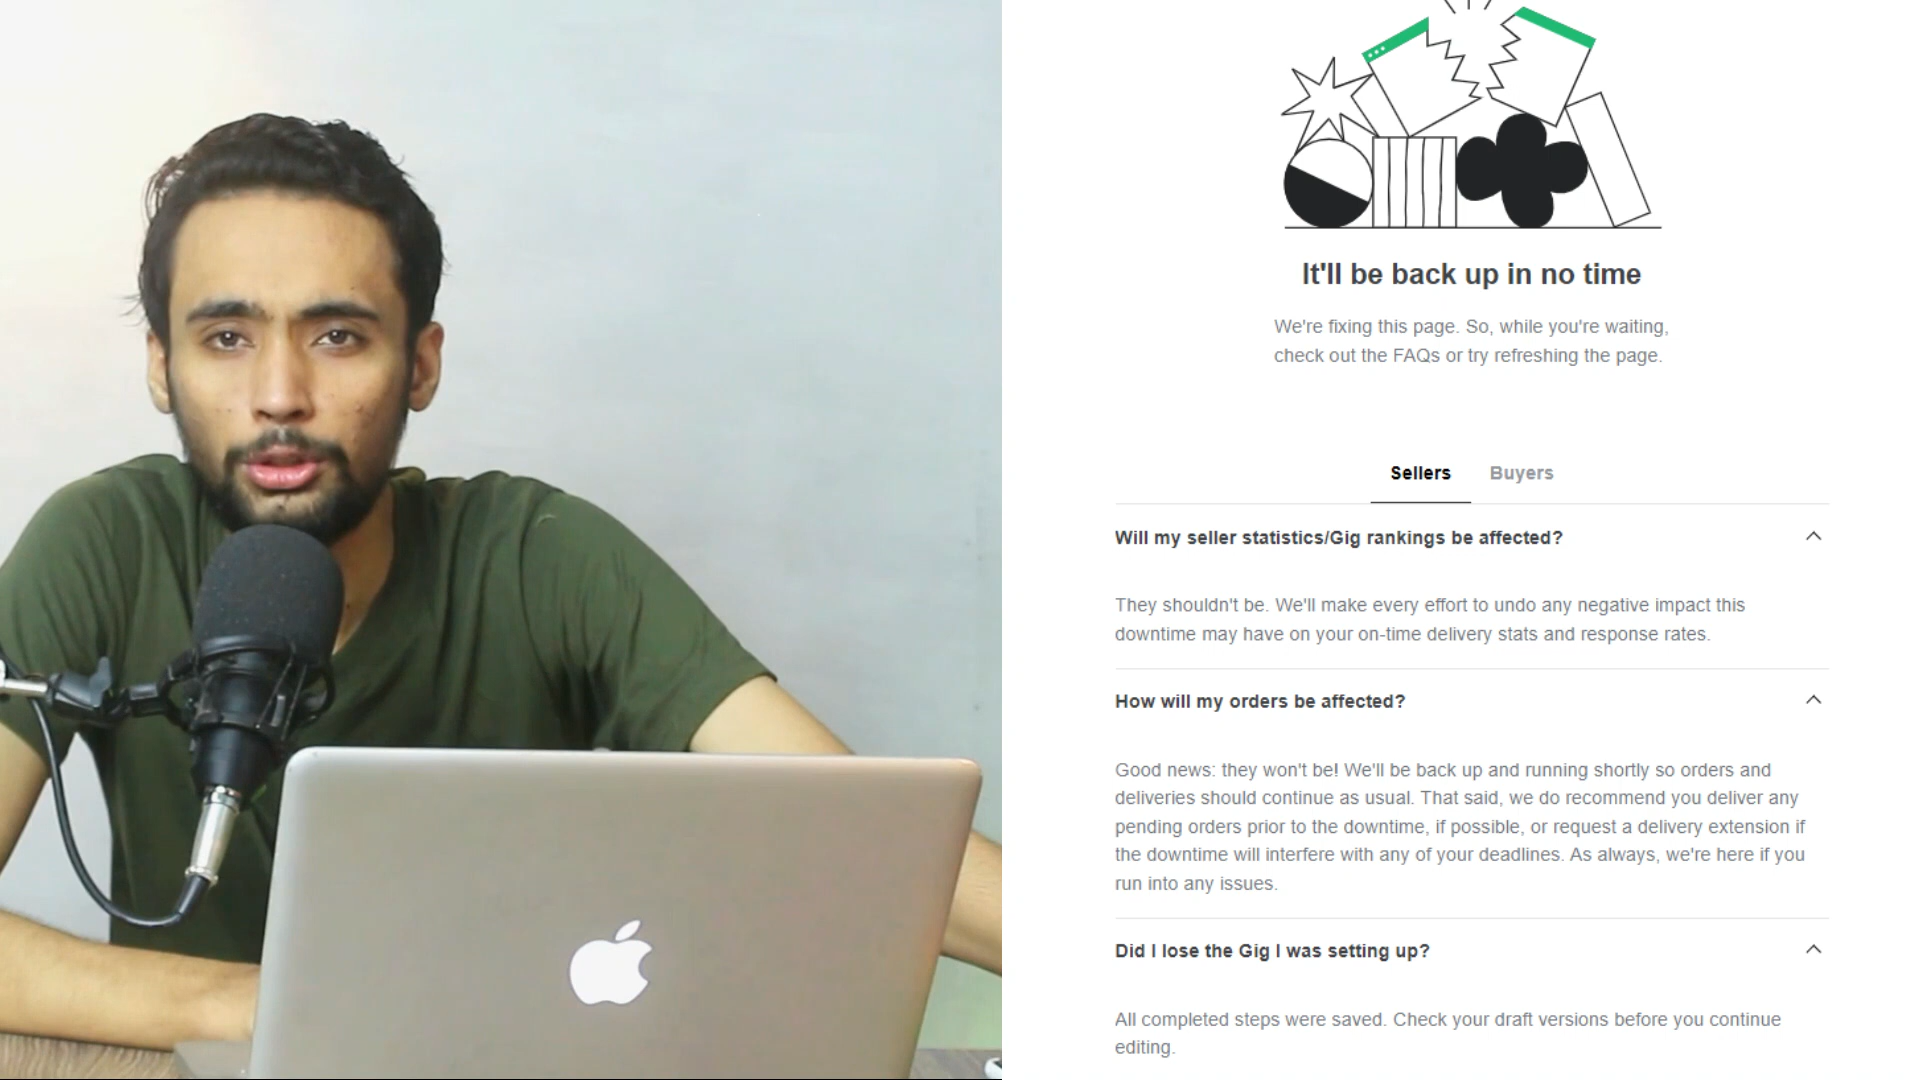 It'll be back up in no time
We're fixing this page. So, while you're waiting,
check out the FAQs or try refreshing the page.
Sellers
Buyers
Will my seller statistics/Gig rankings be affected?
They shouldn't be. We'll make every effort to undo any negative impact this
downtime may have on your on-time delivery stats and response rates.
How will my orders be affected?
Good news: they won't be! We'll be back up and running shortly so orders and
deliveries should continue as usual. That said, we do recommend you deliver any
pending orders prior to the downtime, if possible, or request a delivery extension if
the downtime will interfere with any of your deadlines. As always, we're here if you
run into any issues.
Did I lose the Gig I was setting up?
All completed steps were saved. Check your draft versions before you continue
editing.